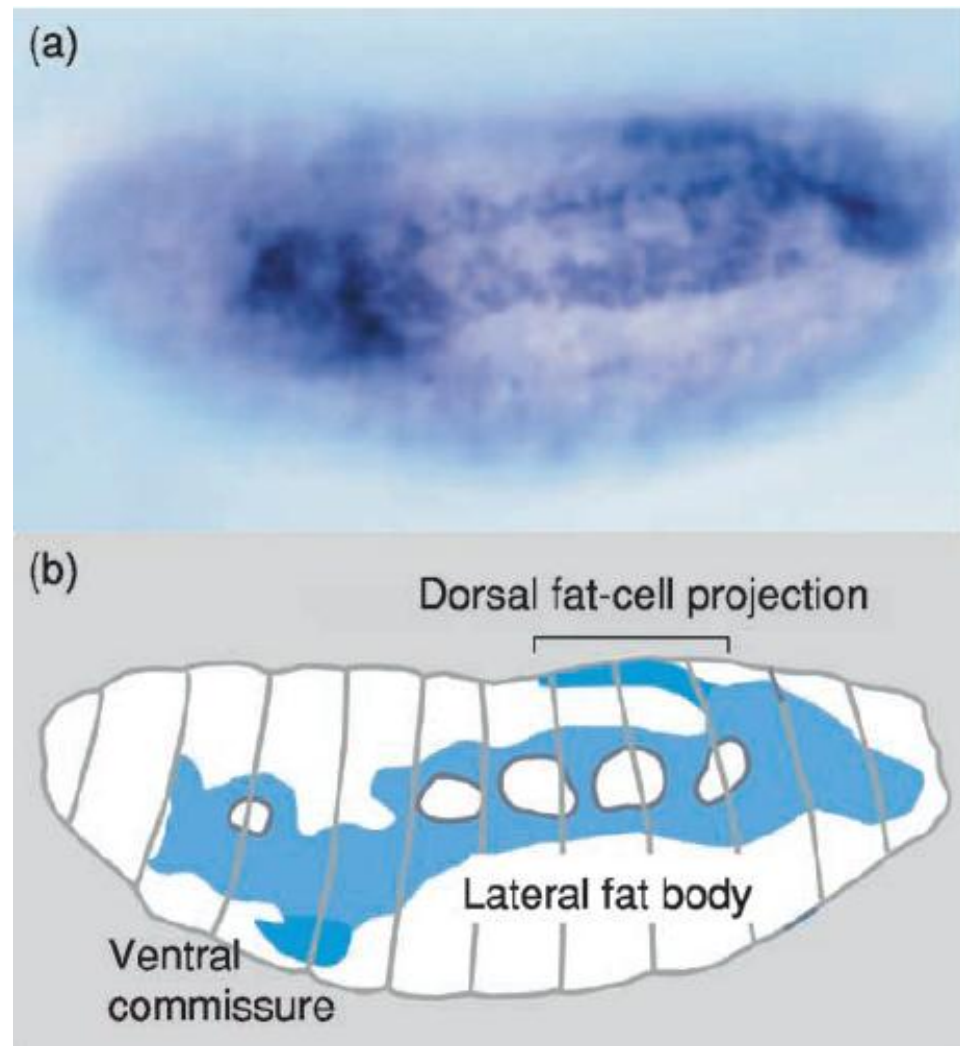 (a)
(b)
Dorsal fat-cell projection
Lateral fat body
Ventral
commissure